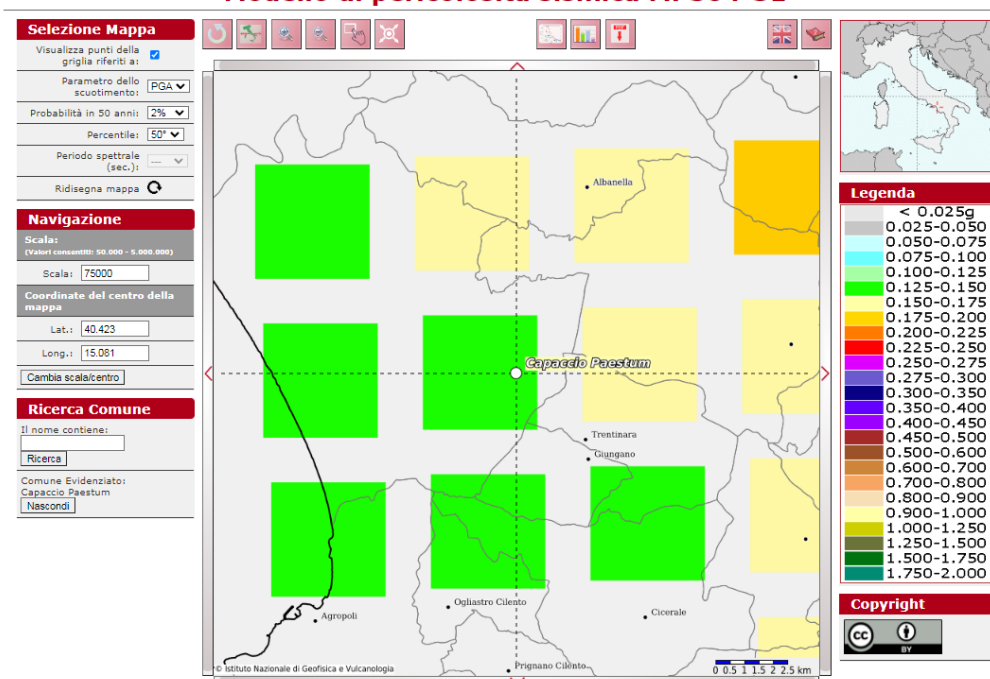 Selezione Mappa
Visualizza punti della
griglia riferiti a:
Parametro dello
scuotimento: PGA
Probabilità in 50 anni: 2%
Percentile: 50°
Periodo spettrale
(sec.): ---
Ridisegna mappa
Navigazione
Scala:
(Valori consentiti: 50.000 - 5.000.000)
Scala: 75000
Coordinate del centro della
mappa
Lat.: 40.423
Long.: 15.081
Cambia scala/centro
Ricerca Comune
Il nome contiene:
Ricerca
Comune Evidenziato:
Capaccio Paestum
Nascondi
Albanella
Capaccio Paestum
Trentinara
Giungano
Ogliastro Cilento
Agropoli
Cicerale
Prignano Cilento
© Istituto Nazionale di Geofisica e Vulcanologia
0 0.5 1 1.5 2 2.5 km
Legenda
< 0.025g
0.025-0.050
0.050-0.075
0.075-0.100
0.100-0.125
0.125-0.150
0.150-0.175
0.175-0.200
0.200-0.225
0.225-0.250
0.250-0.275
0.275-0.300
0.300-0.350
0.350-0.400
0.400-0.450
0.450-0.500
0.500-0.600
0.600-0.700
0.700-0.800
0.800-0.900
0.900-1.000
1.000-1.250
1.250-1.500
1.500-1.750
1.750-2.000
Copyright
cc
BY